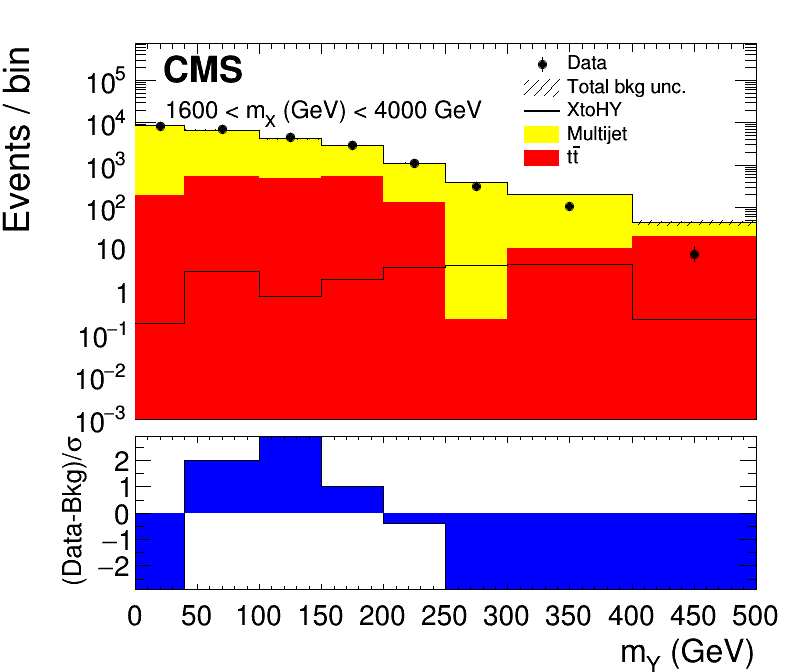 CMS
1600 < m_X (GeV) < 4000 GeV
Data
Total bkg unc.
XtoHY
Multijet
tt̄
Events / bin
10^5
10^4
10^3
10^2
10
1
10^−1
10^−2
10^−3
(Data-Bkg)/σ
2
1
0
−1
−2
0 50 100 150 200 250 300 350 400 450 500
m_Y (GeV)